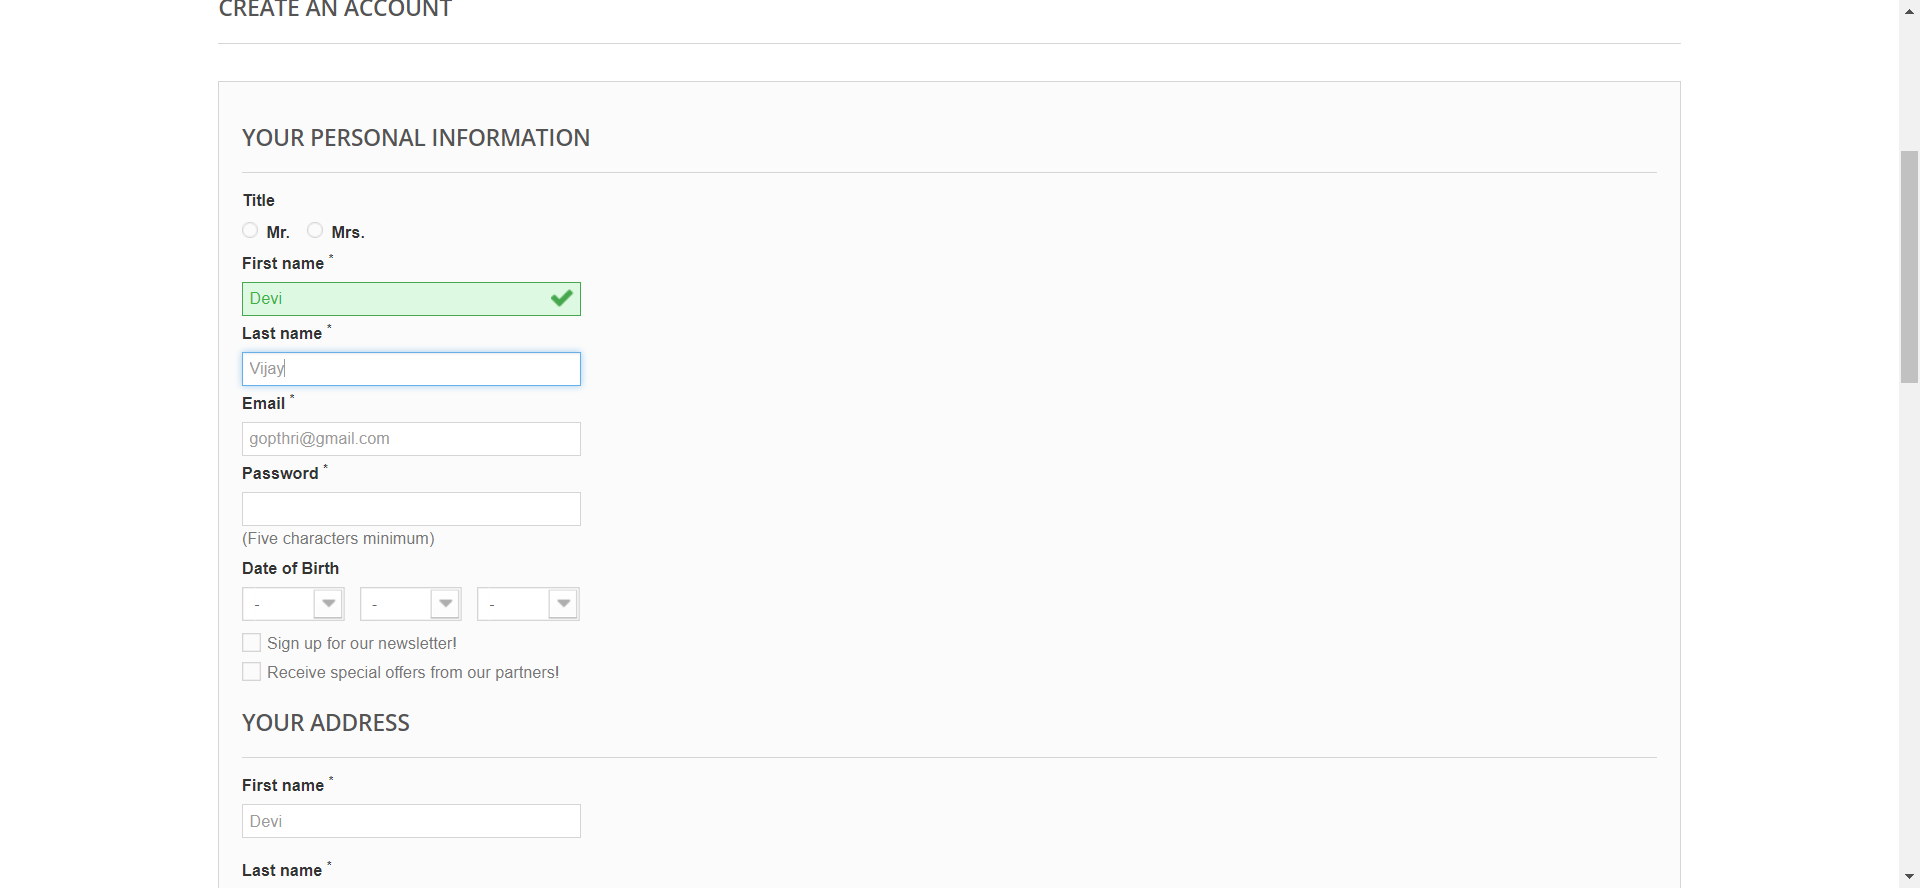 CREATE AN ACCOUNT
YOUR PERSONAL INFORMATION
Title
Mr. Mrs.
First name *
Devi
Last name *
Vijay
Email *
gopthri@gmail.com
Password *
(Five characters minimum)
Date of Birth
- - -
Sign up for our newsletter!
Receive special offers from our partners!
YOUR ADDRESS
First name *
Devi
Last name *